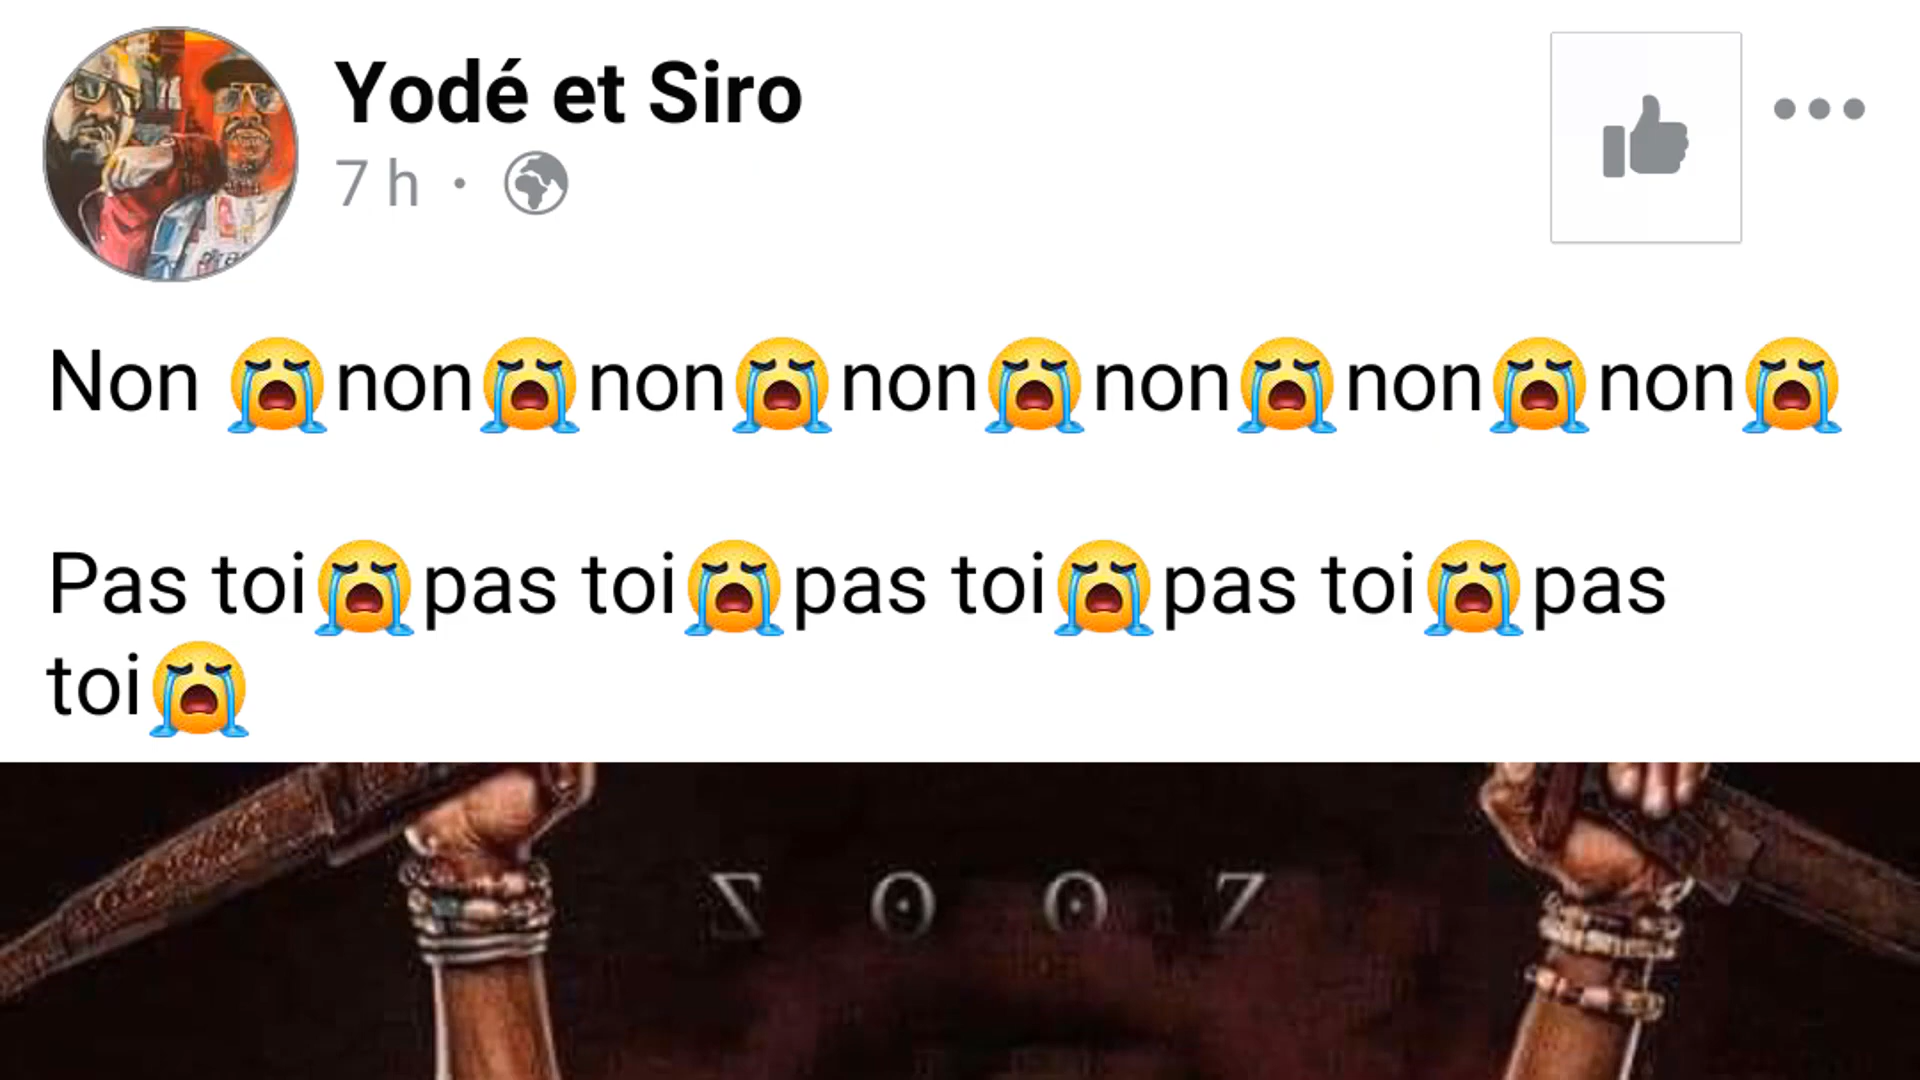 Yodé et Siro
7 h ·
Non 😭non😭non😭non😭non😭non😭non😭
Pas toi😭pas toi😭pas toi😭pas toi😭pas
toi😭